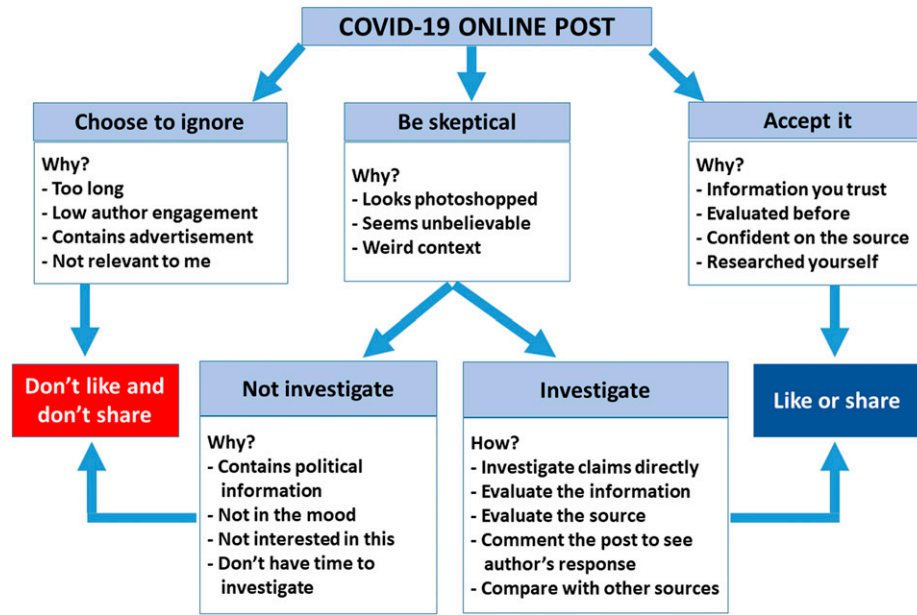 COVID-19 ONLINE POST
Choose to ignore
Why?
- Too long
- Low author engagement
- Contains advertisement
- Not relevant to me
Be skeptical
Why?
- Looks photoshopped
- Seems unbelievable
- Weird context
Accept it
Why?
- Information you trust
- Evaluated before
- Confident on the source
- Researched yourself
Don't like and
don't share
Not investigate
Why?
- Contains political
information
- Not in the mood
- Not interested in this
- Don't have time to
investigate
Investigate
How?
- Investigate claims directly
- Evaluate the information
- Evaluate the source
- Comment the post to see
author's response
- Compare with other sources
Like or share